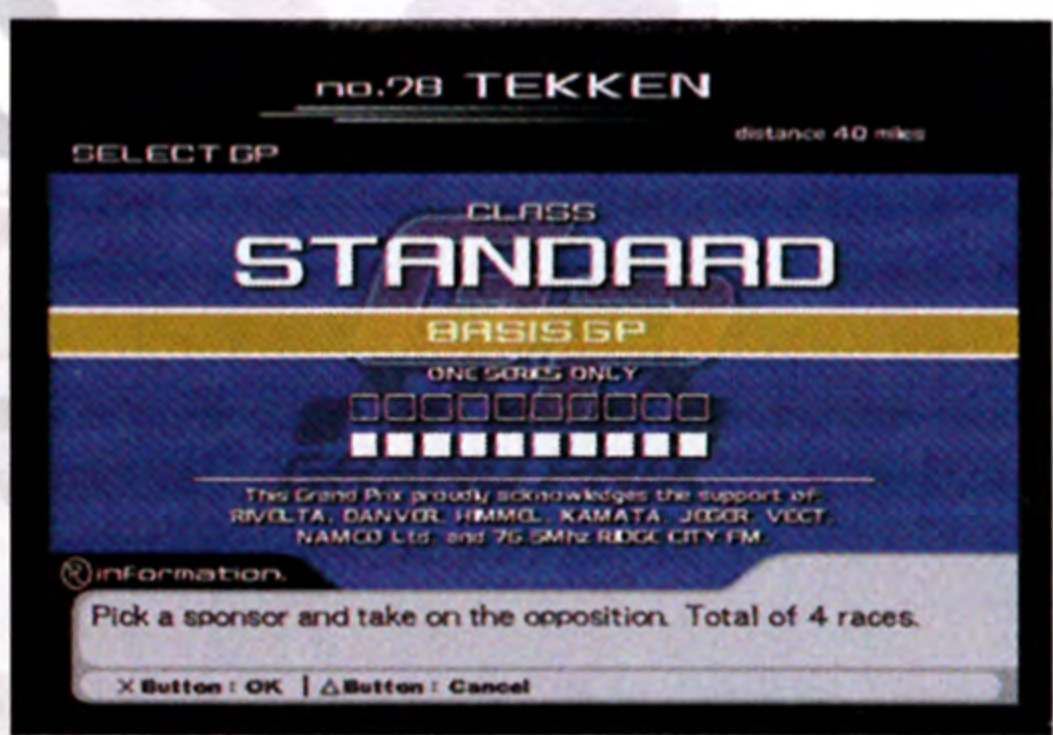 no.78 TEKKEN
distance 40 miles
SELECT GP
CLASS
STANDARD
BASIS GP
ONE SERIES ONLY
This Grand Prix proudly acknowledges the support of:
RIVELTA, DANVER, HIMMEL, KAMATA, JEGER, VECT,
NAMCO Ltd. and 76.5Mhz RIDGE CITY FM.
information.
Pick a sponsor and take on the opposition. Total of 4 races.
× Button : OK | △ Button : Cancel